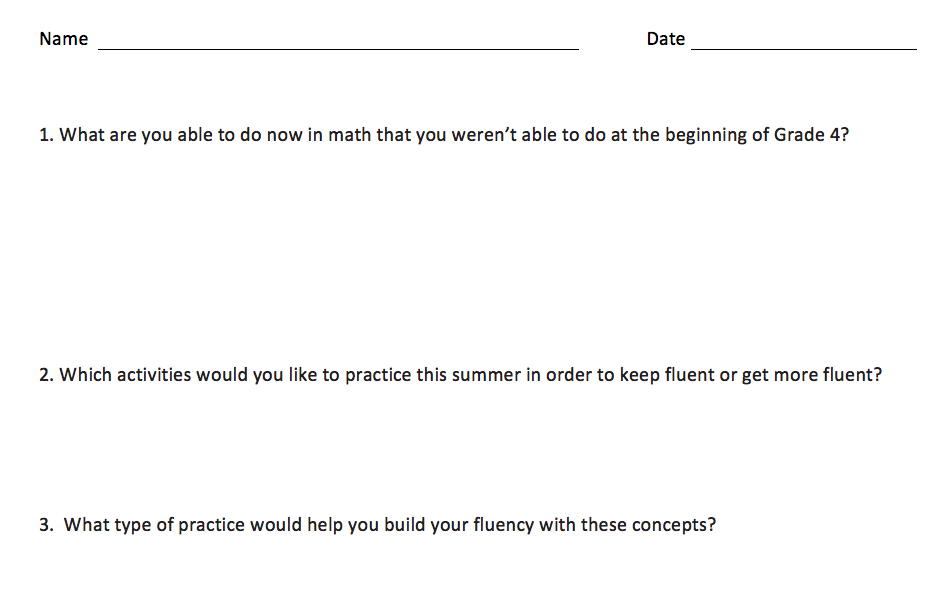 Name Date
1. What are you able to do now in math that you weren’t able to do at the beginning of Grade 4?
2. Which activities would you like to practice this summer in order to keep fluent or get more fluent?
3. What type of practice would help you build your fluency with these concepts?